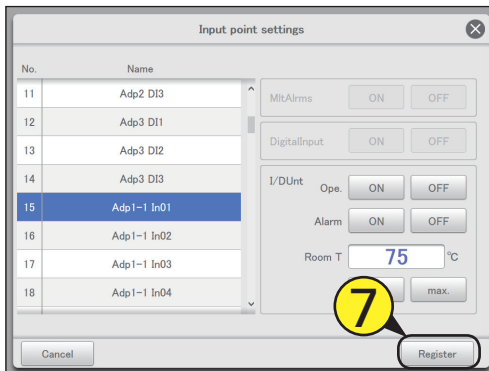 Input point settings
No. Name
11 Adp2 DI3
12 Adp3 DI1
13 Adp3 DI2
14 Adp3 DI3
15 Adp1-1 In01
16 Adp1-1 In02
17 Adp1-1 In03
18 Adp1-1 In04
MltAlrms ON OFF
DigitalInput ON OFF
I/DUnt Ope. ON OFF
Alarm ON OFF
Room T 75 °C
max.
7
Cancel Register